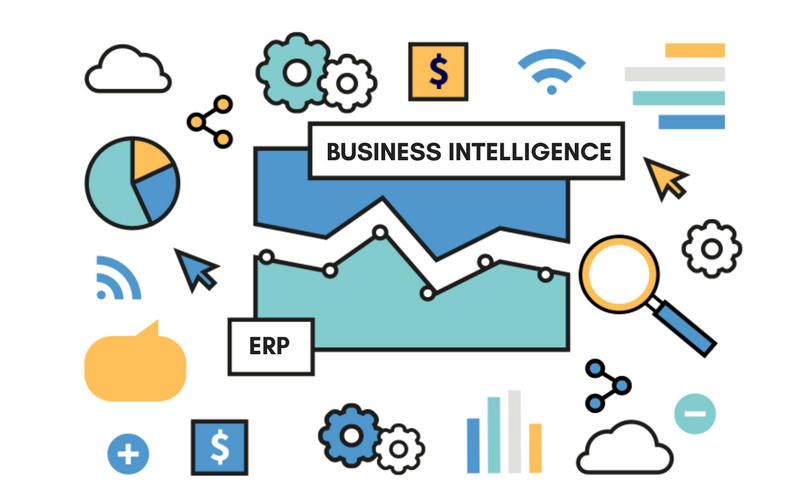 $
BUSINESS INTELLIGENCE
ERP
$